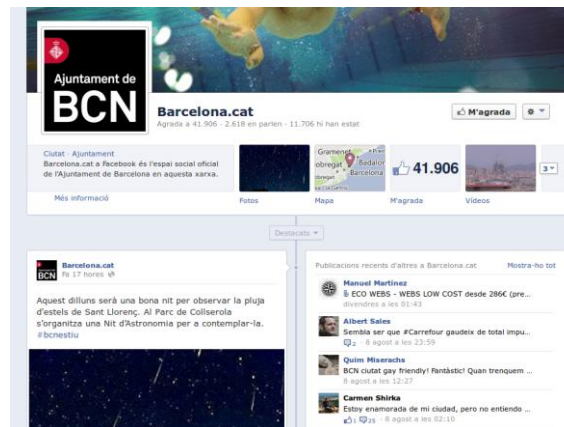 Ajuntament de
BCN
Barcelona.cat
Agrada a 41.906 · 2.618 en parlen · 11.706 hi han estat
M'agrada
Ciutat · Ajuntament
Barcelona.cat a Facebook és l'espai social oficial
de l'Ajuntament de Barcelona en aquesta xarxa.
Més informació
Fotos
Gramenet
obregat
Badalon
Barcelona
obregat
Mapa
41.906
M'agrada
Vídeos
3
Destacats
BCN
Barcelona.cat
Fa 17 hores
Aquest dilluns serà una bona nit per observar la pluja
d'estels de Sant Llorenç. Al Parc de Collserola
s'organitza una Nit d'Astronomia per a contemplar-la.
#bcnestiu
Publicacions recents d'altres a Barcelona.cat
Mostra-ho tot
Manuel Martínez
ECO WEBS - WEBS LOW COST desde 286€ (pre...
divendres a les 01:43
Albert Sales
Sembla ser que #Carrefour gaudeix de total impu...
2 · 8 agost a les 23:59
Quim Miserachs
BCN ciutat gay friendly! Fantàstic! Quan trenquem ...
8 agost a les 12:27
Carmen Shirka
Estoy enamorada de mi ciudad, pero no entiendo ...
1 25 · 8 agost a les 02:10